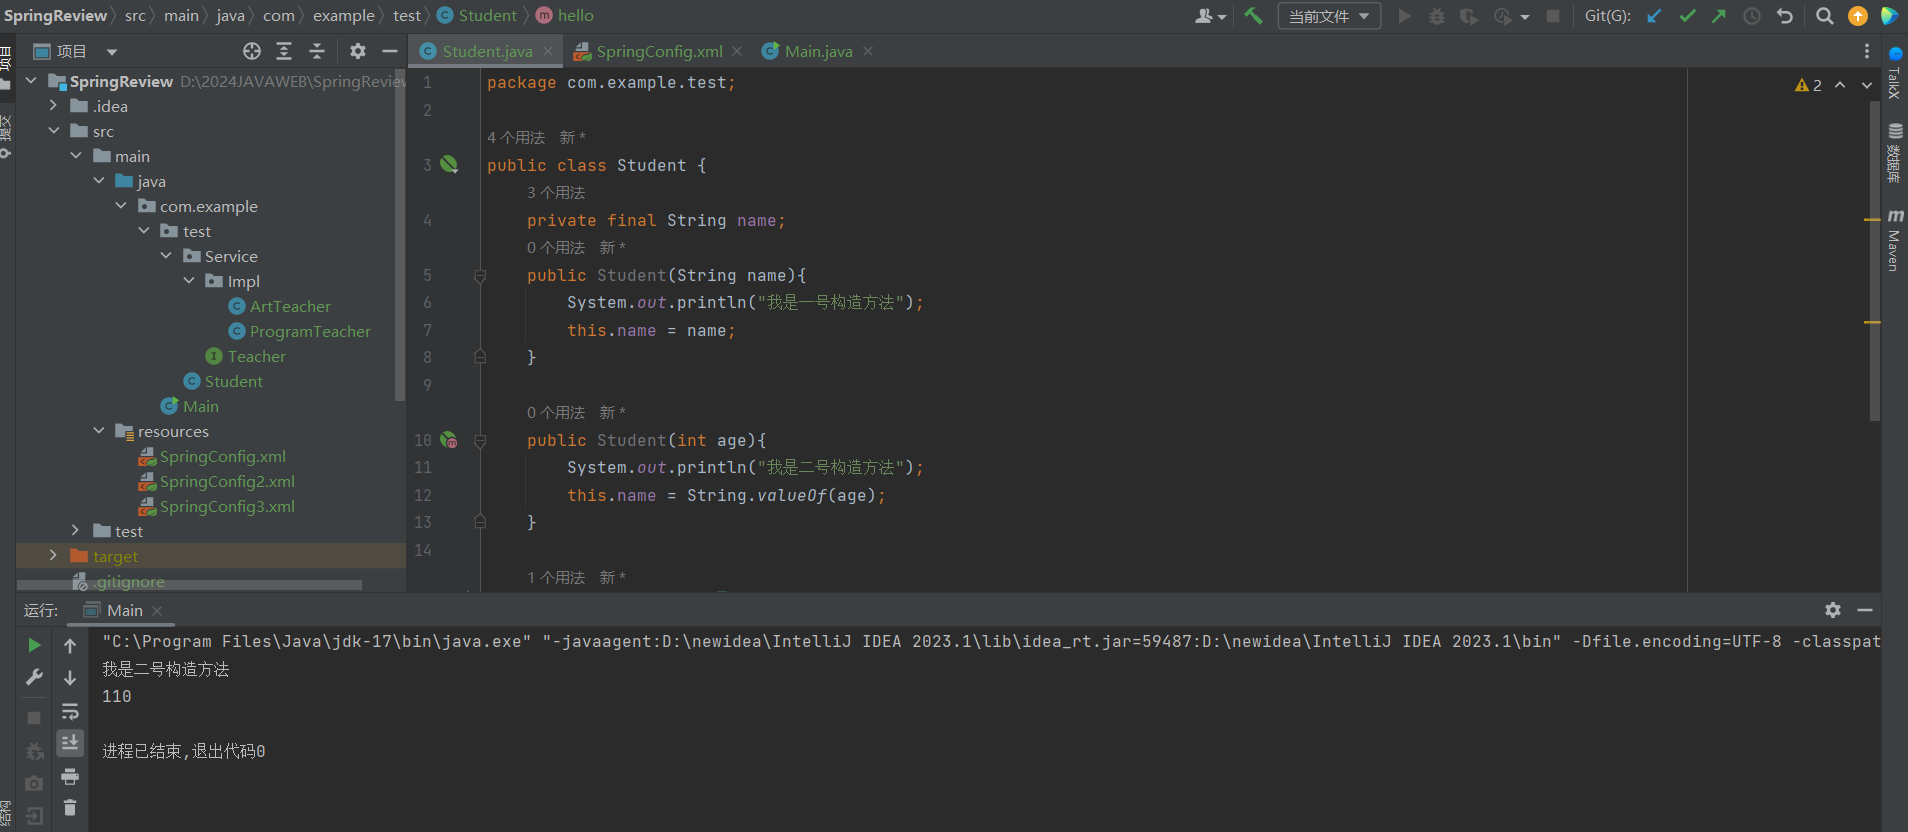 SpringReview src main java com example test Student hello
当前文件
Git(G):
项目
Student.java
SpringConfig.xml
Main.java
项目
提交
结构
SpringReview D:\2024JAVAWEB\SpringReview
.idea
src
main
java
com.example
test
Service
Impl
ArtTeacher
ProgramTeacher
Teacher
Student
Main
resources
SpringConfig.xml
SpringConfig2.xml
SpringConfig3.xml
test
target
.gitignore
1 package com.example.test;
2
4 个用法 新 *
3 public class Student {
3 个用法
4 private final String name;
0 个用法 新 *
5 public Student(String name){
6 System.out.println("我是一号构造方法");
7 this.name = name;
8 }
9
0 个用法 新 *
10 public Student(int age){
11 System.out.println("我是二号构造方法");
12 this.name = String.valueOf(age);
13 }
14
1 个用法 新 *
2
TalkX
数据库
Maven
运行:
Main
"C:\Program Files\Java\jdk-17\bin\java.exe" "-javaagent:D:\newidea\IntelliJ IDEA 2023.1\lib\idea_rt.jar=59487:D:\newidea\IntelliJ IDEA 2023.1\bin" -Dfile.encoding=UTF-8 -classpat
我是二号构造方法
110
进程已结束,退出代码0